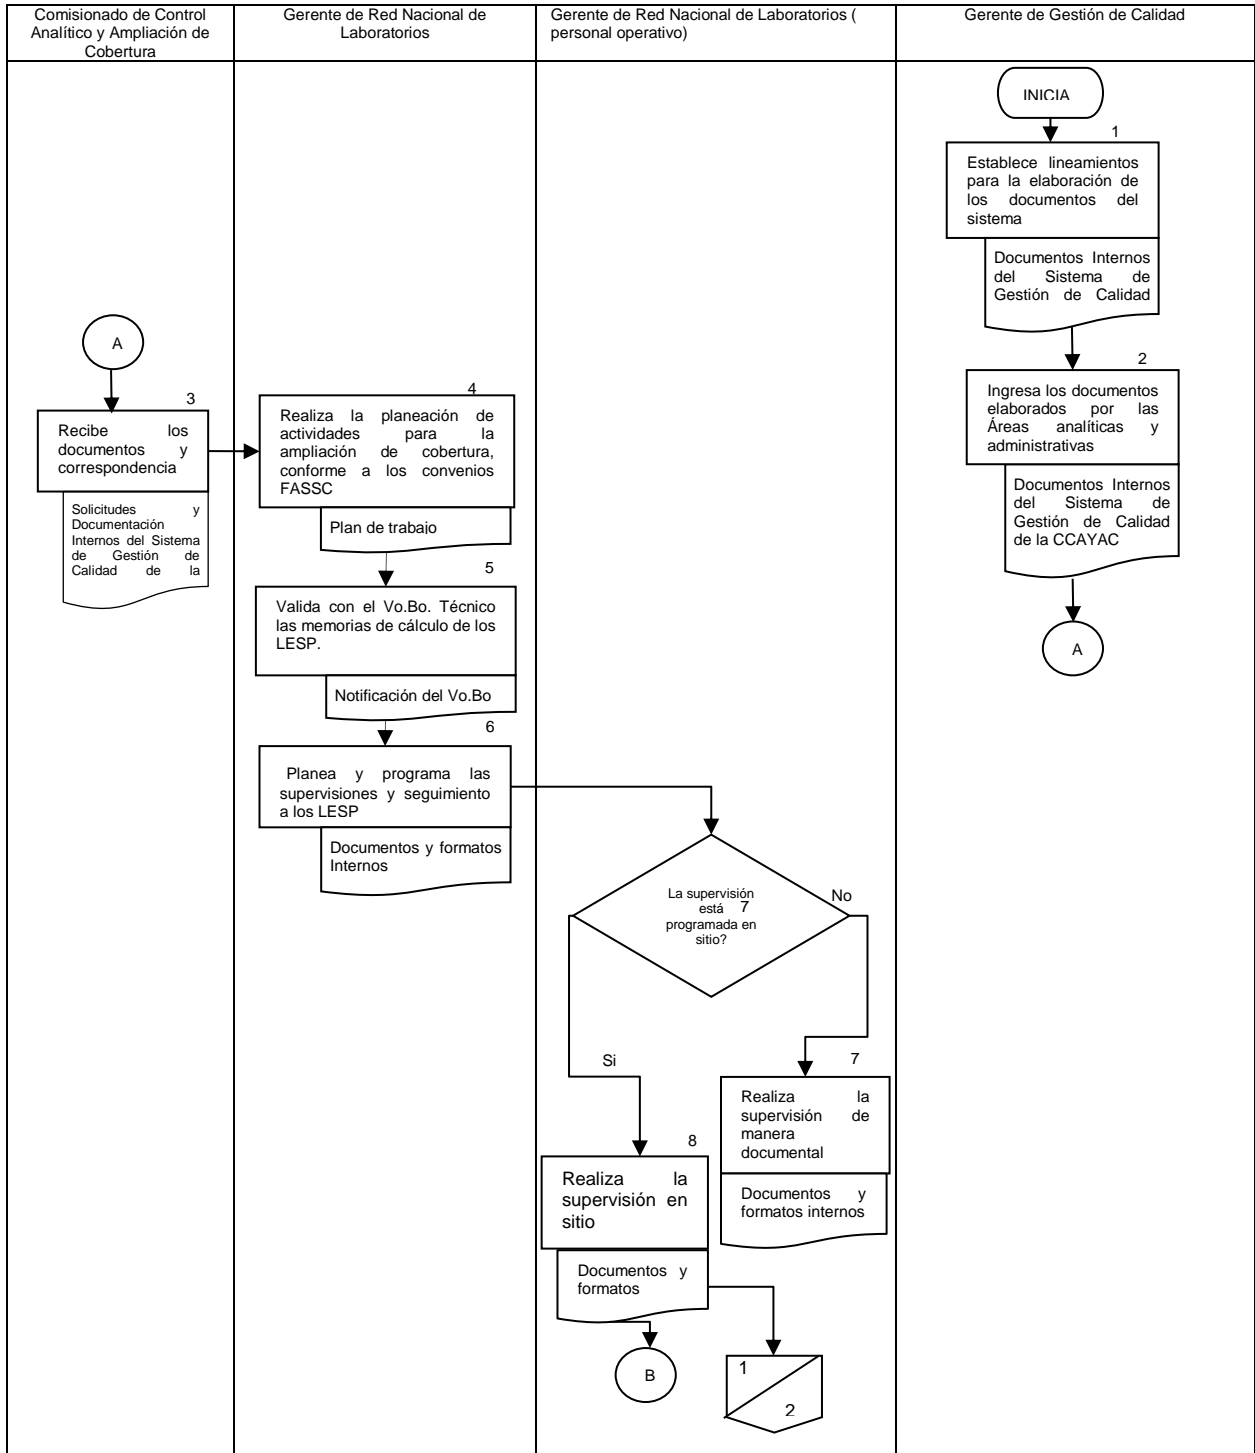 Comisionado de Control
Analítico y Ampliación de
Cobertura
Gerente de Red Nacional de
Laboratorios
Gerente de Red Nacional de Laboratorios (
personal operativo)
Gerente de Gestión de Calidad
INICIA
1
Establece lineamientos
para la elaboración de
los documentos del
sistema
Documentos Internos
del Sistema de
Gestión de Calidad
2
Ingresa los documentos
elaborados por las
Áreas analíticas y
administrativas
Documentos Internos
del Sistema de
Gestión de Calidad
de la CCAYAC
A
A
3
Recibe los
documentos y
correspondencia
Solicitudes y
Documentación
Internos del Sistema
de Gestión de
Calidad de la
4
Realiza la planeación de
actividades para la
ampliación de cobertura,
conforme a los convenios
FASSC
Plan de trabajo
5
Valida con el Vo.Bo. Técnico
las memorias de cálculo de los
LESP.
Notificación del Vo.Bo
6
Planea y programa las
supervisiones y seguimiento
a los LESP
Documentos y formatos
Internos
La supervisión
está 7
programada en
sitio?
No
Si
7
Realiza la
supervisión de
manera
documental
Documentos y
formatos internos
8
Realiza la
supervisión en
sitio
Documentos y
formatos
B
1
2